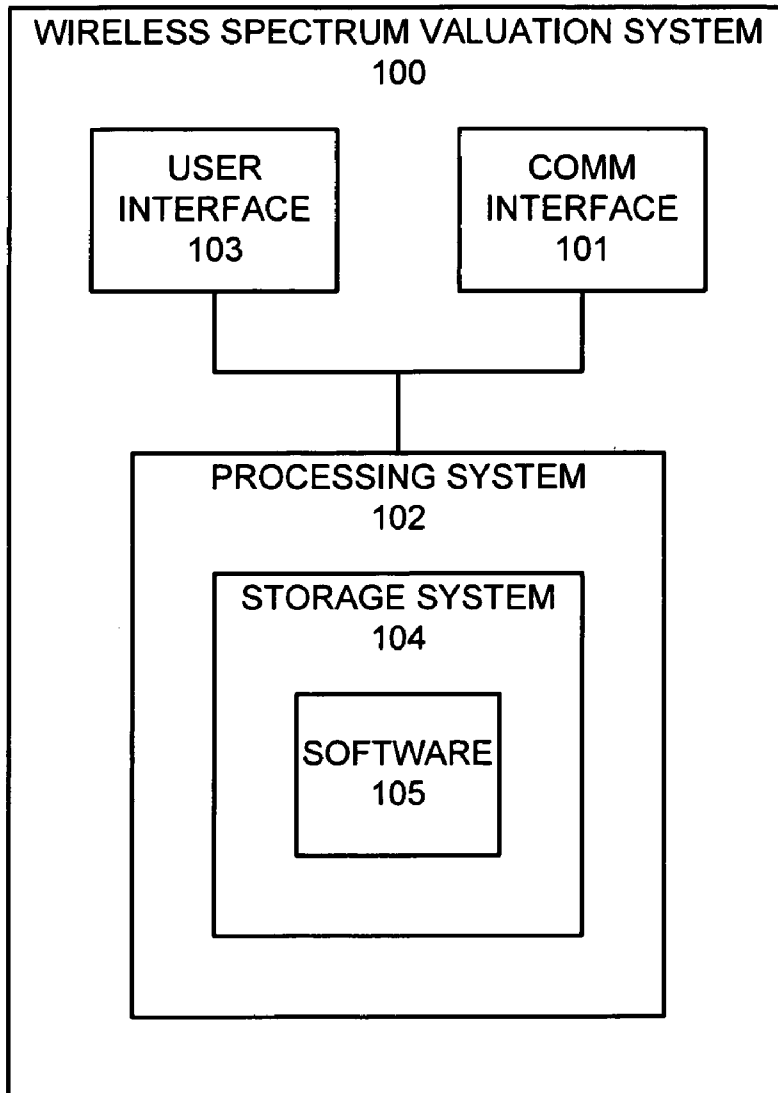 WIRELESS SPECTRUM VALUATION SYSTEM
100
USER
INTERFACE
103
COMM
INTERFACE
101
PROCESSING SYSTEM
102
STORAGE SYSTEM
104
SOFTWARE
105